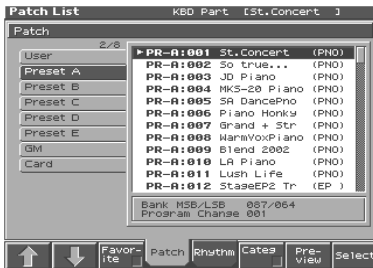 Patch List KBD Part [St.Concert ]
Patch
2/8
User
Preset A
Preset B
Preset C
Preset D
Preset E
GM
Card
PR-A:001 St.Concert (PNO)
PR-A:002 So true... (PNO)
PR-A:003 JD Piano (PNO)
PR-A:004 MKS-20 Piano (PNO)
PR-A:005 SA DancePno (PNO)
PR-A:006 Piano Honky (PNO)
PR-A:007 Grand + Str (PNO)
PR-A:008 WarmVoxPiano (PNO)
PR-A:009 Blend 2002 (PNO)
PR-A:010 LA Piano (PNO)
PR-A:011 Lush Life (PNO)
PR-A:012 StageEP2 Tr (EP )
Bank MSB/LSB 087/064
Program Change 001
Favor-ite Patch Rhythm Categ Pre-view Select